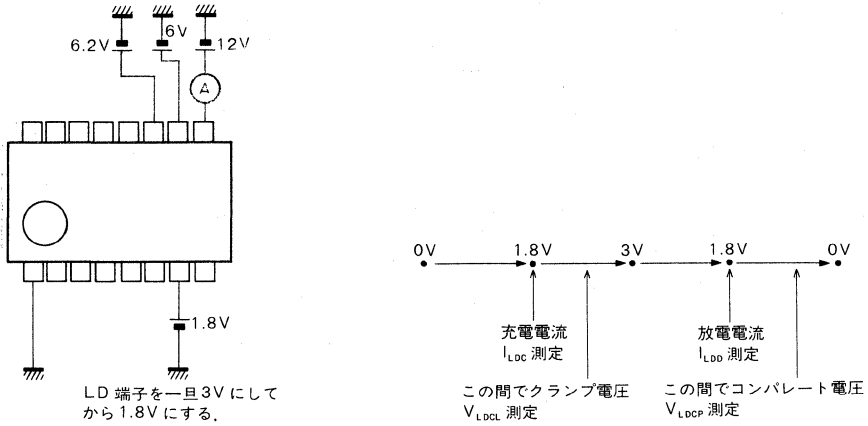 6.2V
6V
12V
A
1.8V
LD 端子を一旦3Vにして
から1.8Vにする.
0V
1.8V
3V
1.8V
0V
充電電流
I_LDC 測定
放電電流
I_LDD 測定
この間でクランプ電圧
V_LDCL 測定
この間でコンパレート電圧
V_LDCP 測定